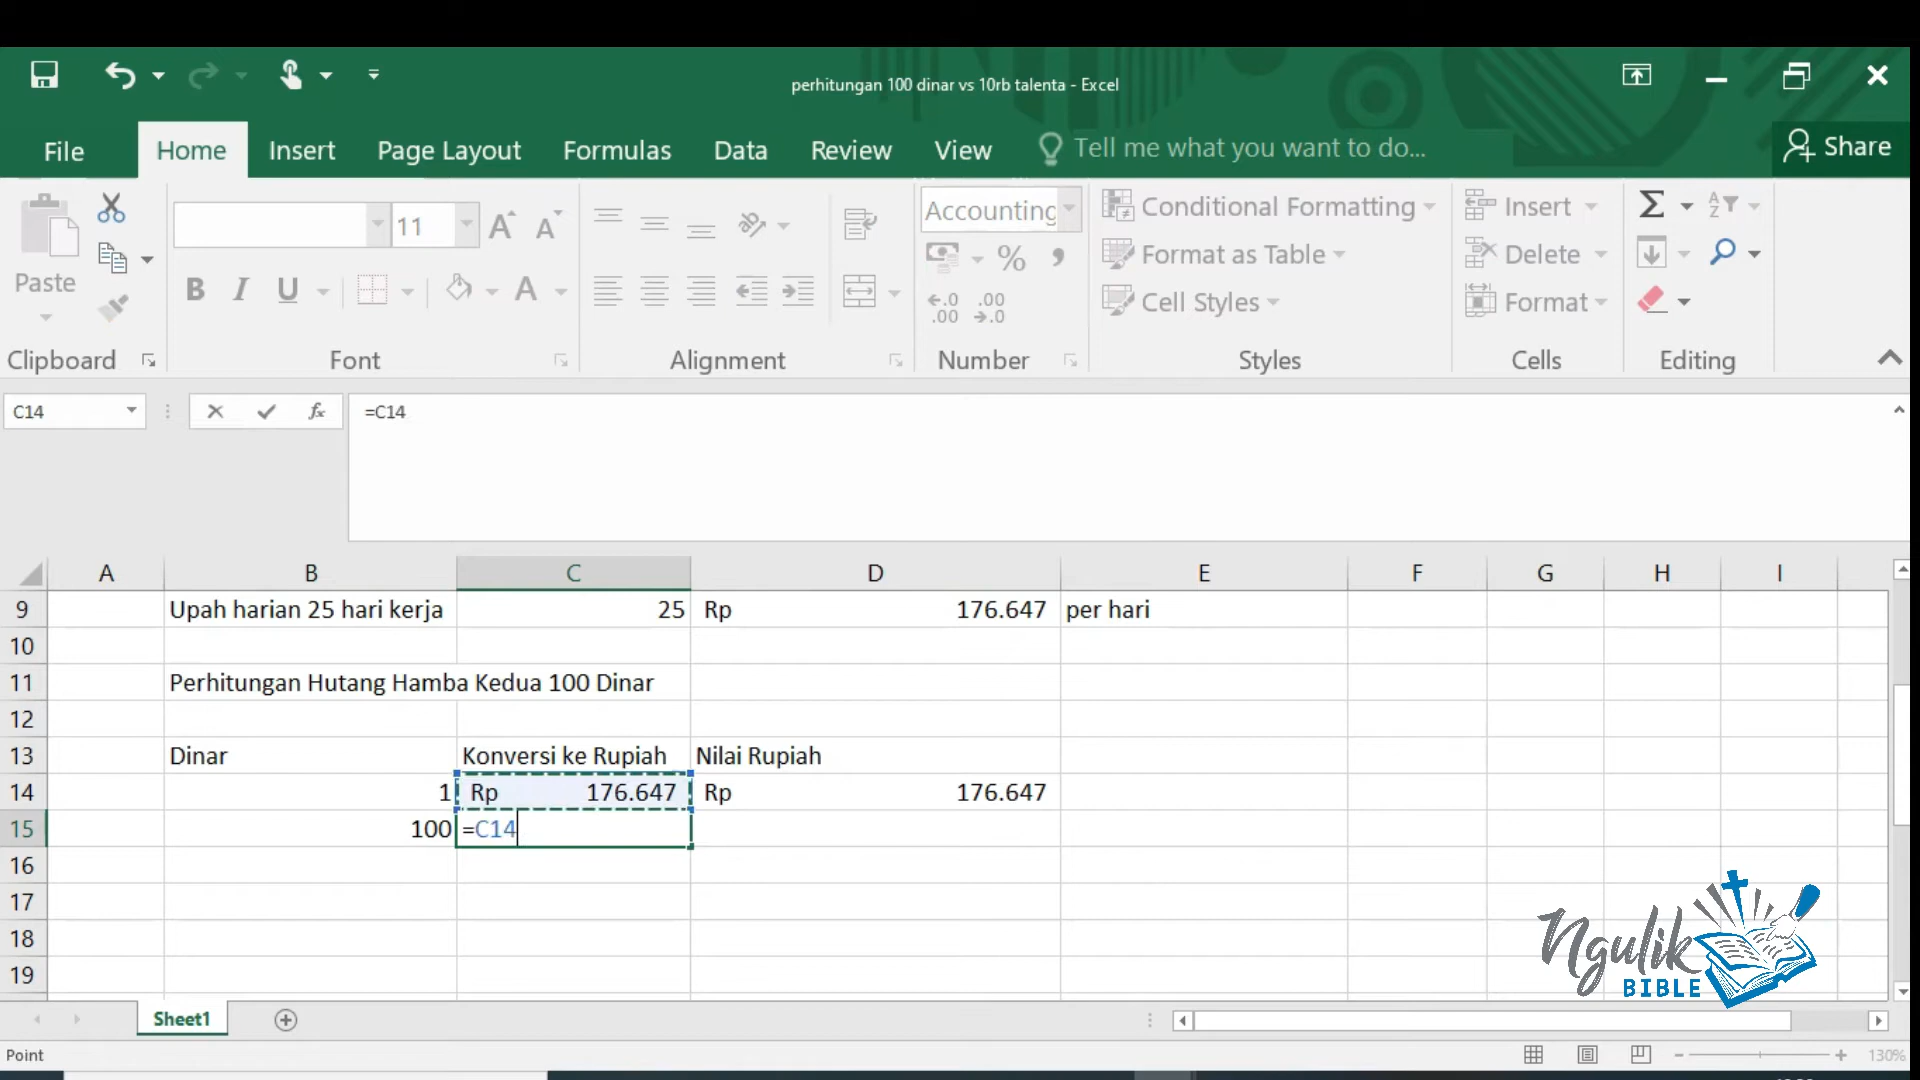 perhitungan 100 dinar vs 10rb talenta - Excel
File Home Insert Page Layout Formulas Data Review View Tell me what you want to do... Share
Paste
11
B I U A
Accounting
%
Conditional Formatting
Format as Table
Cell Styles
Insert
Delete
Format
Clipboard Font Alignment Number Styles Cells Editing
C14 fx =C14
A B C D E F G H I
9 Upah harian 25 hari kerja 25 Rp 176.647 per hari
10
11 Perhitungan Hutang Hamba Kedua 100 Dinar
12
13 Dinar Konversi ke Rupiah Nilai Rupiah
14 1 Rp 176.647 Rp 176.647
15 100 =C14
16
17
18
19
Ngulik
BIBLE
Sheet1
Point 130%